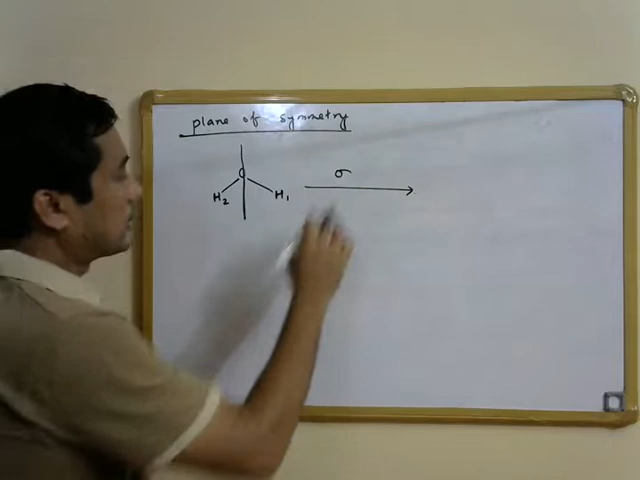 plane of symmetry
σ
O
H₂ H₁